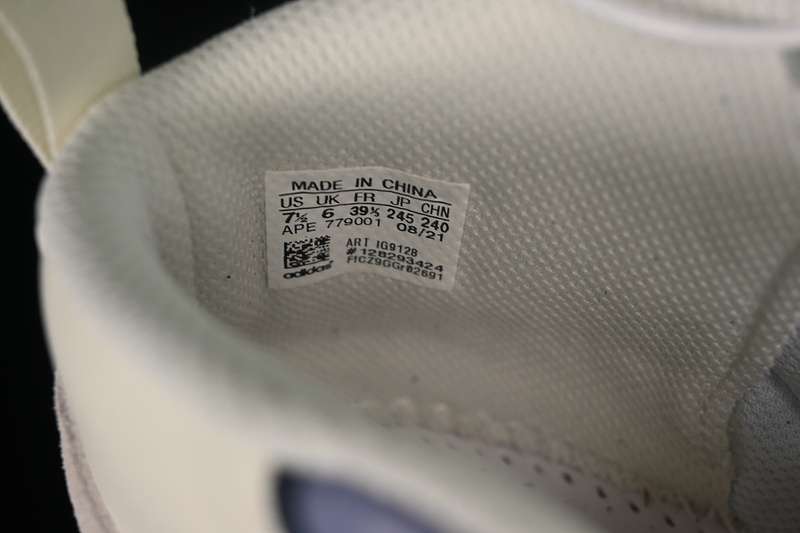 MADE IN CHINA
US UK FR JP CHN
7½ 6 39⅓ 245 240
APE 779001 08/21
ART IG9128
# 128293424
adidas